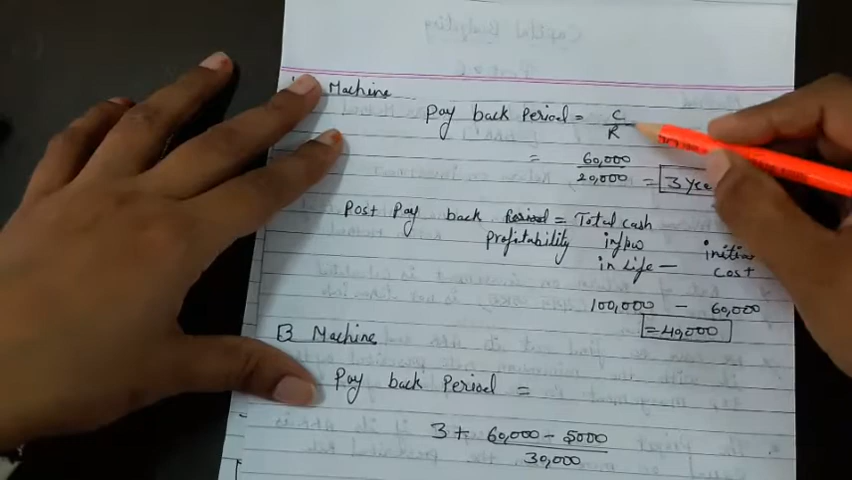 Machine
Pay back Period = C
R
= 60,000
20,000 = 3 Yea
Post Pay back Period = Total cash
profitability inflow initial
in life - cost
100,000 - 60,000
= 40,000
B Machine
Pay back Period =
3 + 60,000 - 5000
30,000